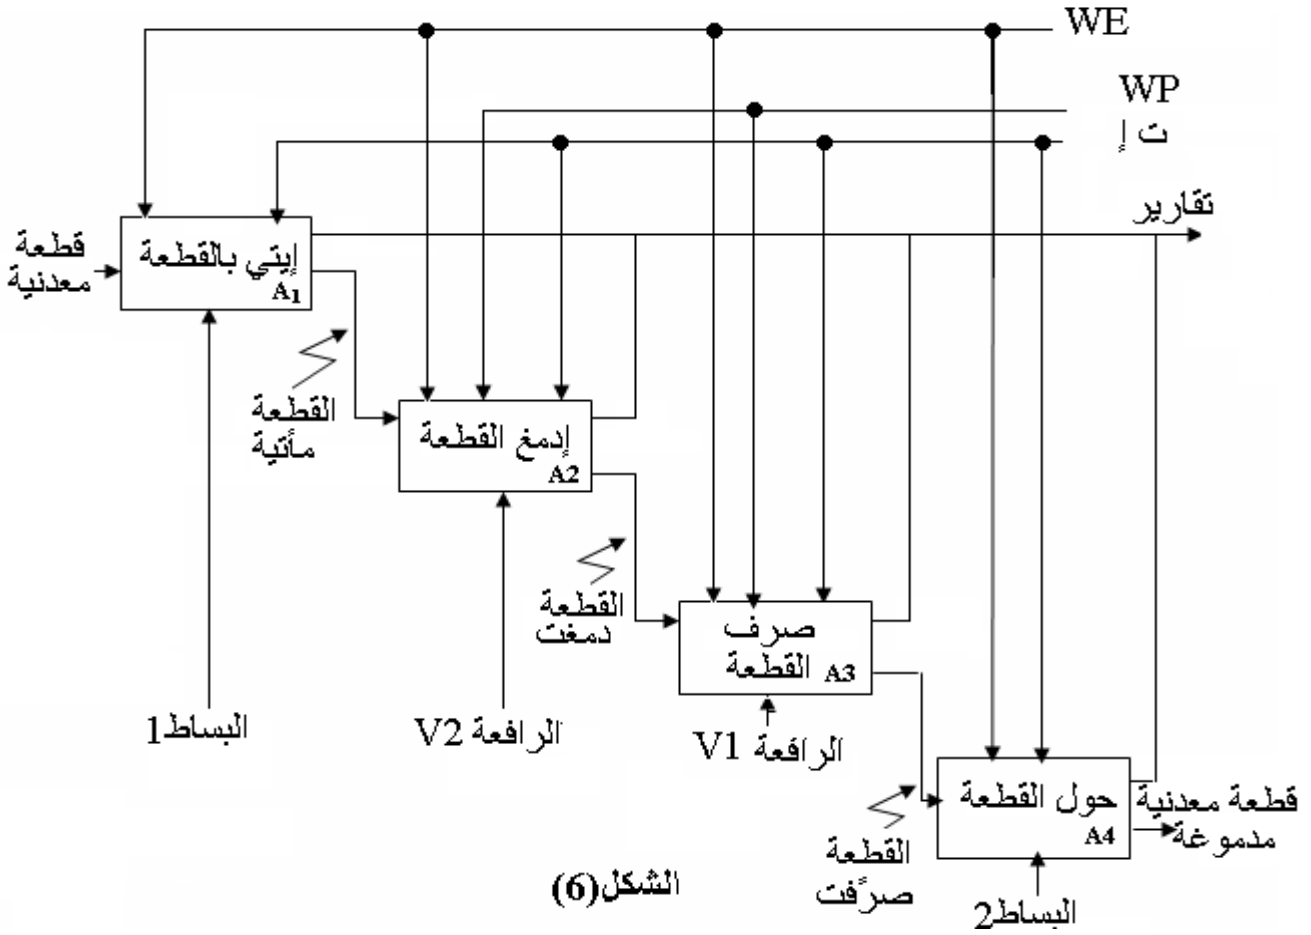 WE
WP
ت إ
تقارير
قطعة
معدنية
إيتي بالقطعة
A1
القطعة
مأتية
إدمغ القطعة
A2
القطعة
دمغت
صرف
القطعة A3
البساط1
الرافعة V2
الرافعة V1
حول القطعة
A4
قطعة معدنية
مدموغة
القطعة
صرًفت
البساط2
الشكل(6)